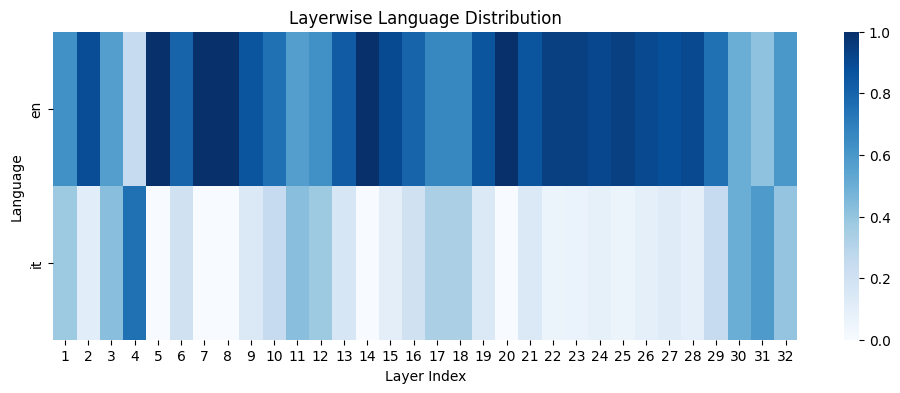 Layerwise Language Distribution
en
it
Language
1 2 3 4 5 6 7 8 9 10 11 12 13 14 15 16 17 18 19 20 21 22 23 24 25 26 27 28 29 30 31 32
Layer Index
1.0
0.8
0.6
0.4
0.2
0.0